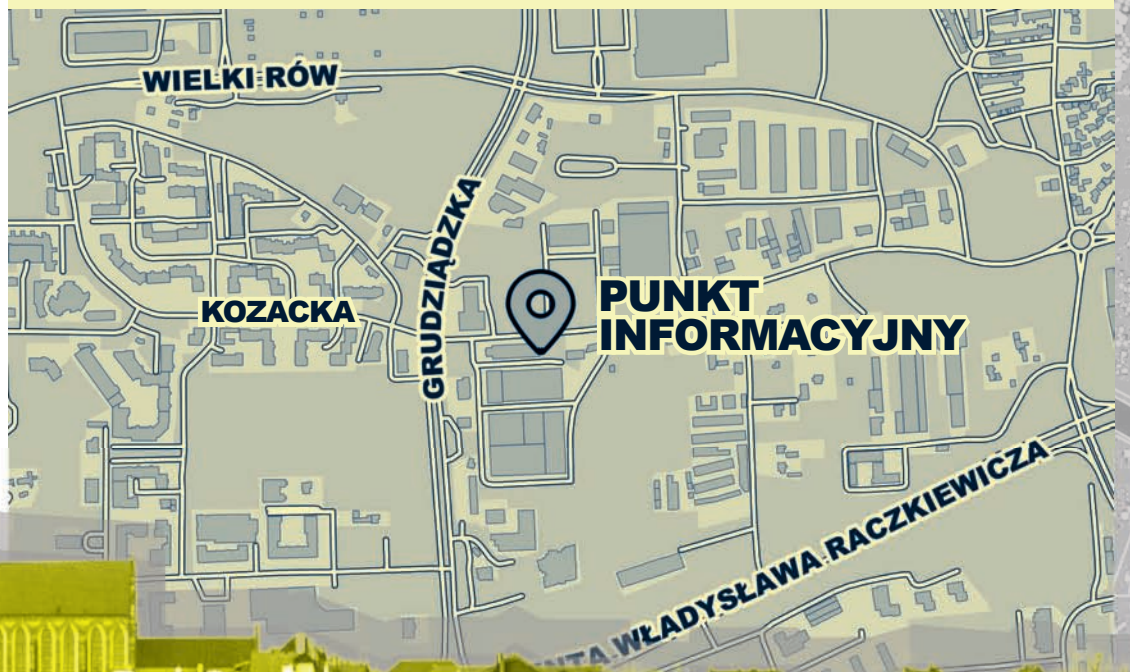 WIELKI RÓW
GRUDZIĄDZKA
KOZACKA
PUNKT
INFORMACYJNY
WŁADYSŁAWA RACZKIEWICZA